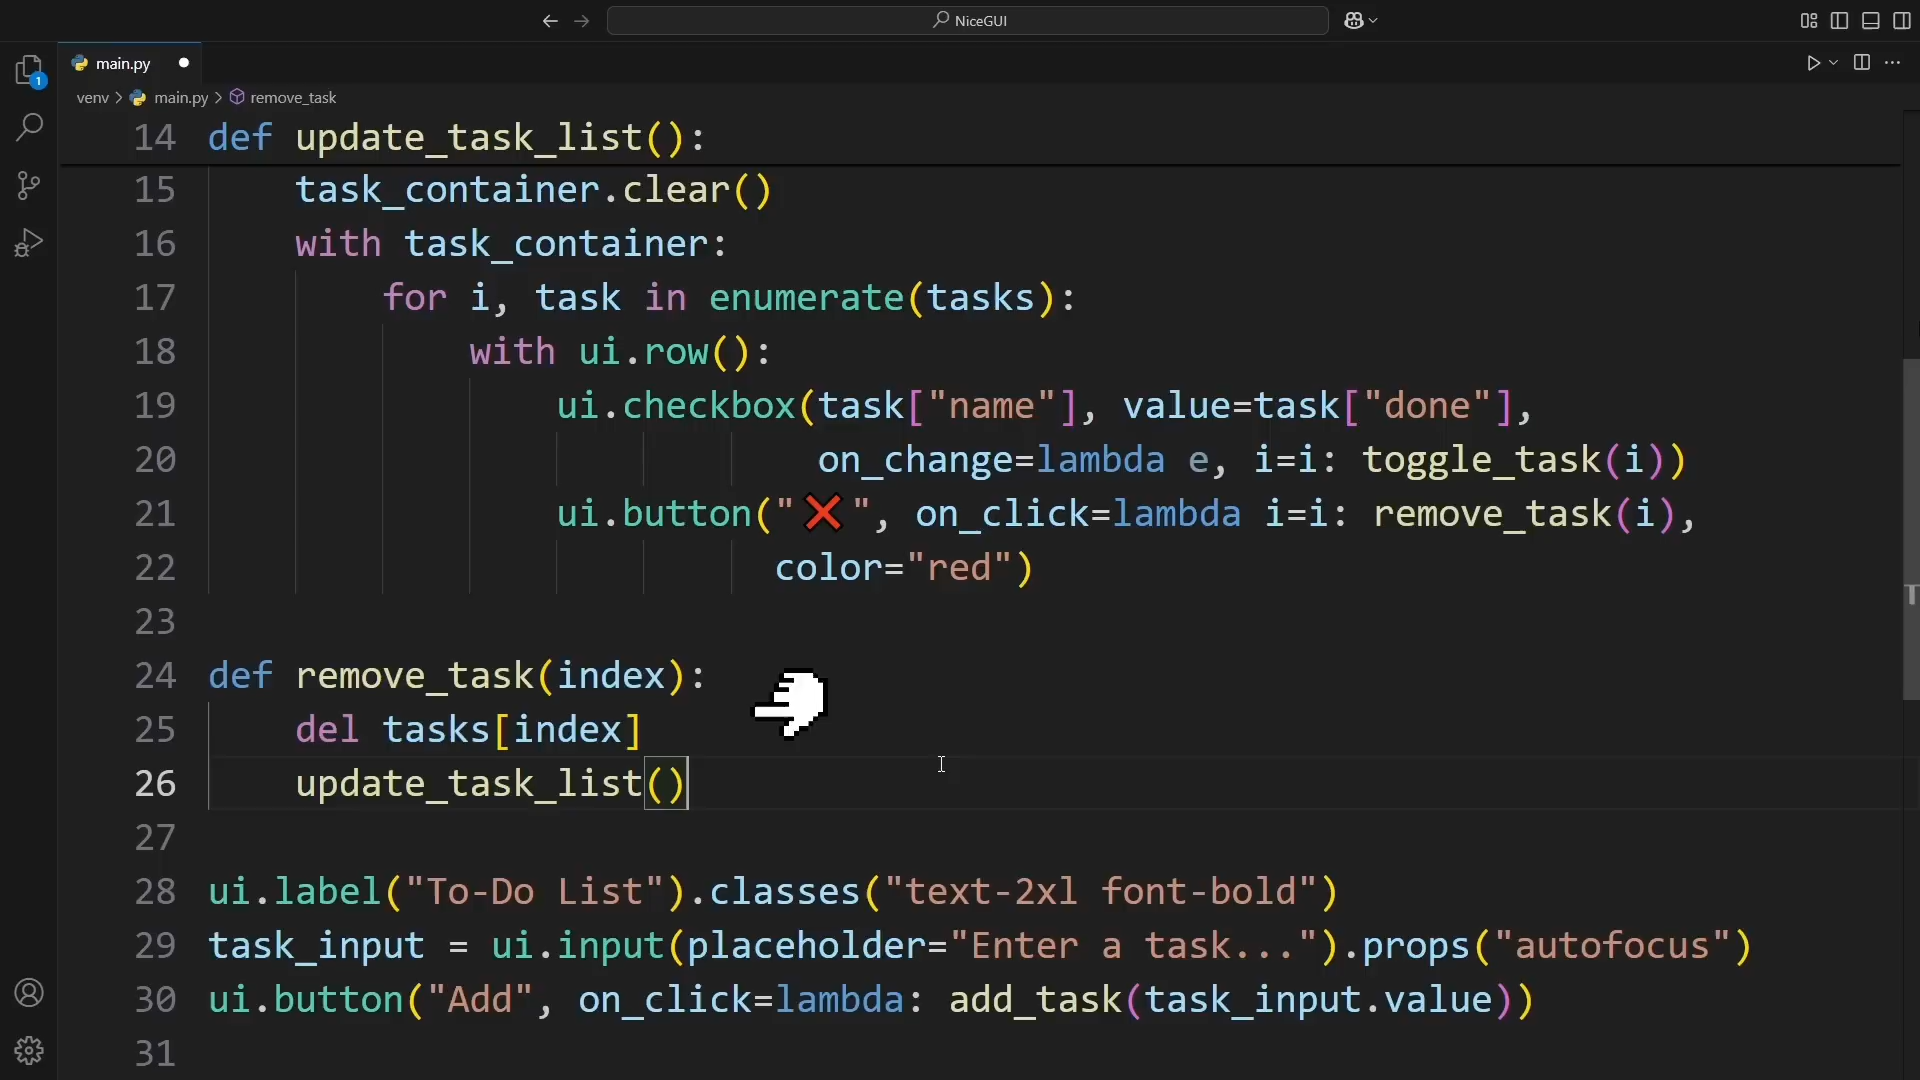 NiceGUI
1
main.py
venv > main.py > remove_task
14 def update_task_list():
15 task_container.clear()
16 with task_container:
17 for i, task in enumerate(tasks):
18 with ui.row():
19 ui.checkbox(task["name"], value=task["done"],
20 on_change=lambda e, i=i: toggle_task(i))
21 ui.button("❌", on_click=lambda i=i: remove_task(i),
22 color="red")
23
24 def remove_task(index):
25 del tasks[index]
26 update_task_list()
27
28 ui.label("To-Do List").classes("text-2xl font-bold")
29 task_input = ui.input(placeholder="Enter a task...").props("autofocus")
30 ui.button("Add", on_click=lambda: add_task(task_input.value))
31